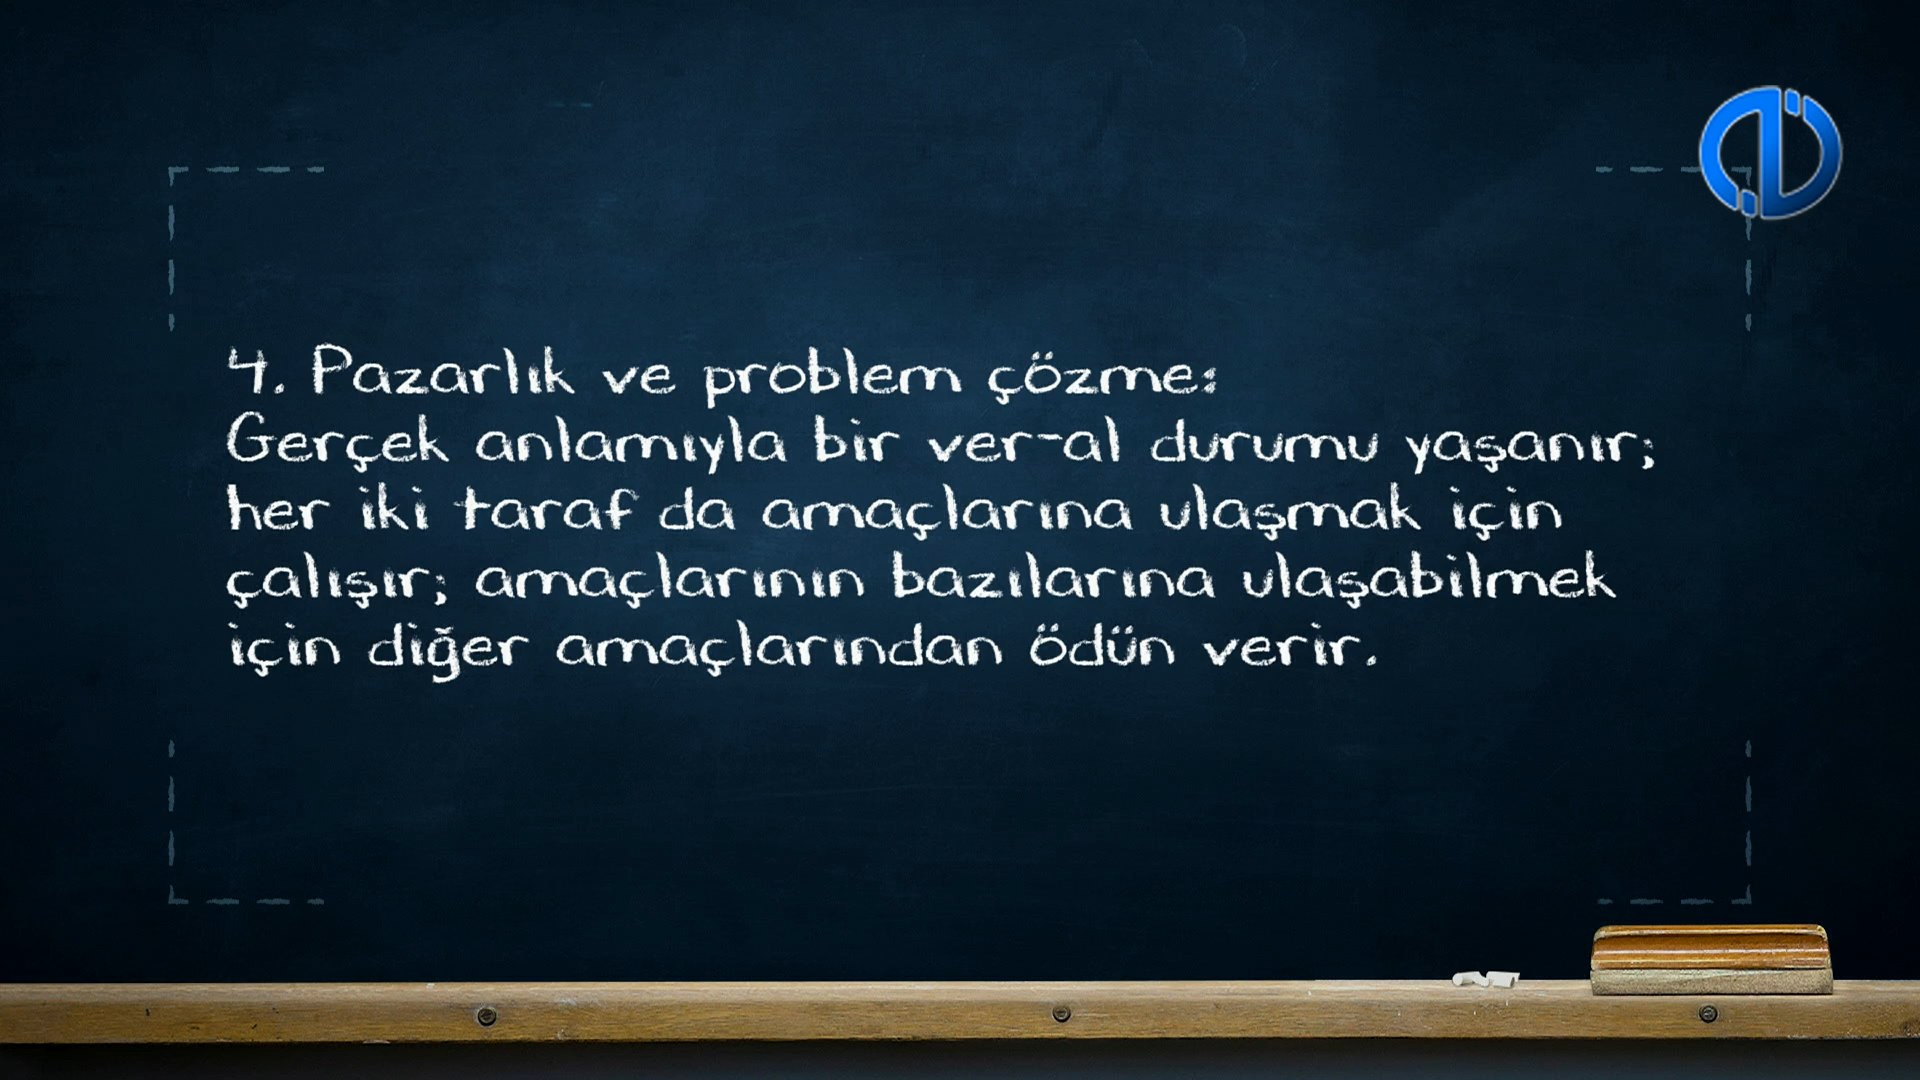 4. Pazarlık ve problem çözme:
Gerçek anlamıyla bir ver-al durumu yaşanır;
her iki taraf da amaçlarına ulaşmak için
çalışır; amaçlarının bazılarına ulaşabilmek
için diğer amaçlarından ödün verir.